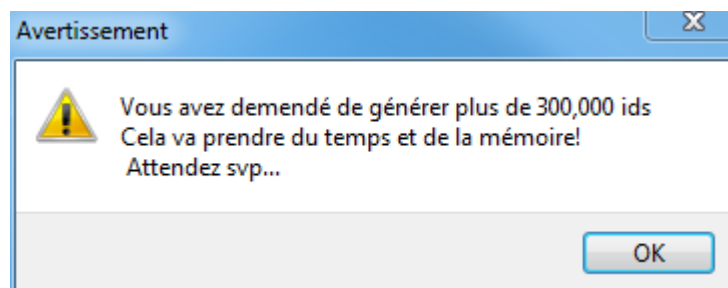 Avertissement
Vous avez demendé de générer plus de 300,000 ids
Cela va prendre du temps et de la mémoire!
Attendez svp...
OK